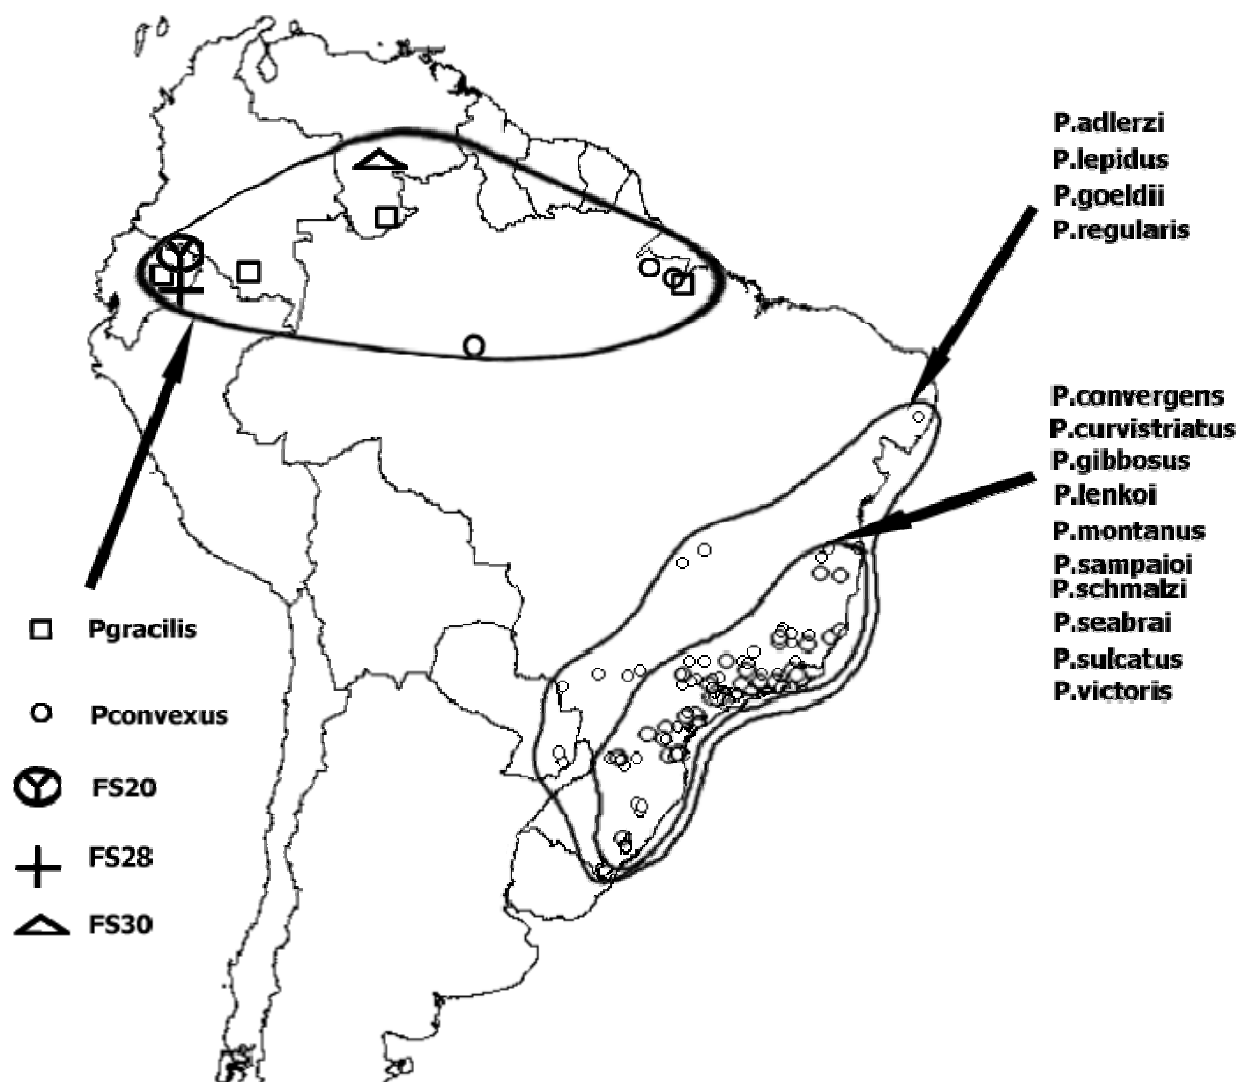 P.adlerzi
P.lepidus
P.goeldii
P.regularis
P.convergens
P.curvistriatus
P.gibbosus
P.lenkoi
P.montanus
P.sampaioi
P.schmalzi
P.seabrai
P.sulcatus
P.victoris
Pgracilis
Pconvexus
FS20
FS28
FS30